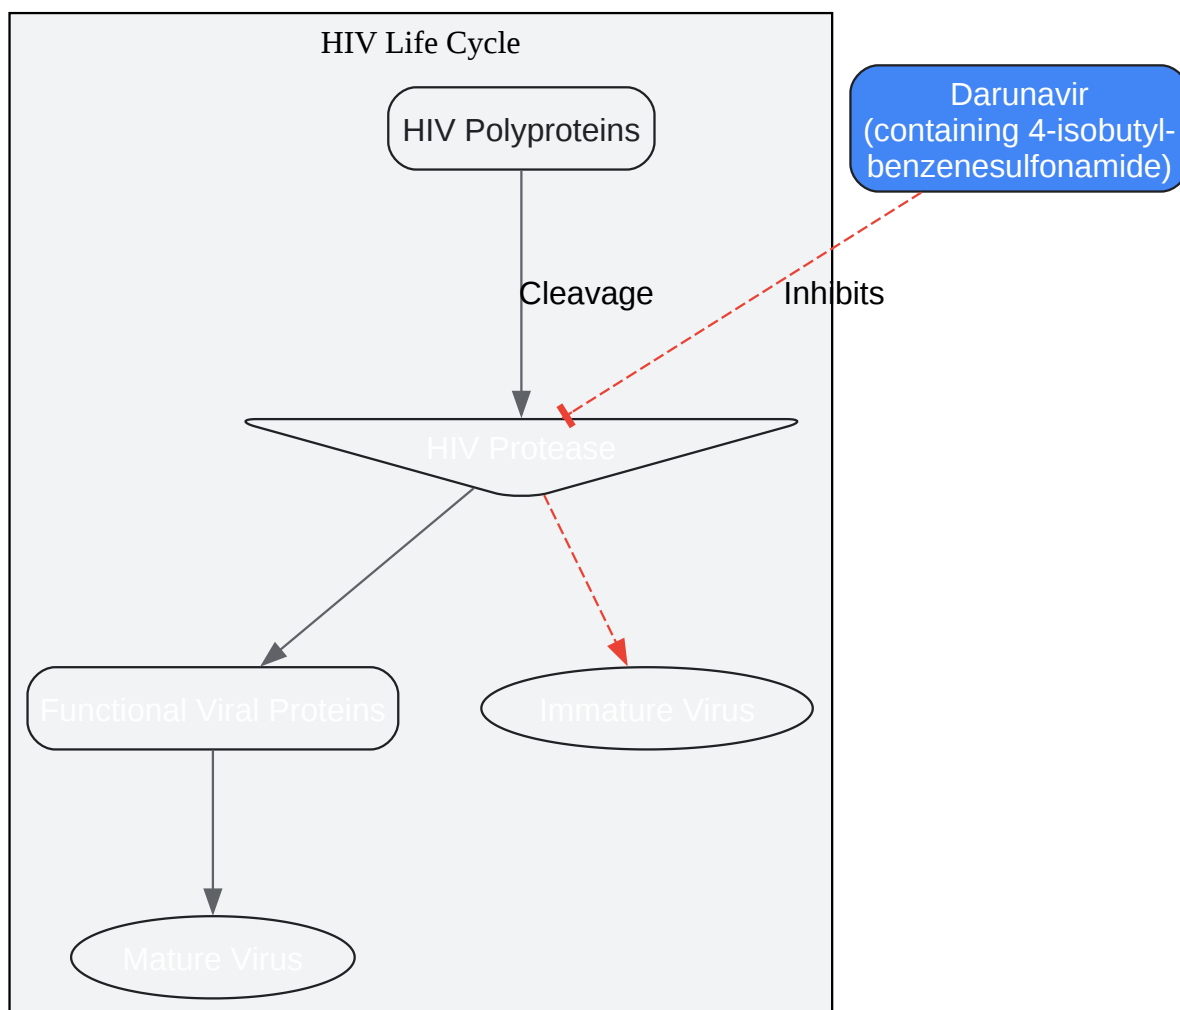 HIV Life Cycle
HIV Polyproteins
Darunavir
(containing 4-isobutyl-
benzenesulfonamide)
Cleavage
Inhibits
HIV Protease
Functional Viral Proteins
Immature Virus
Mature Virus